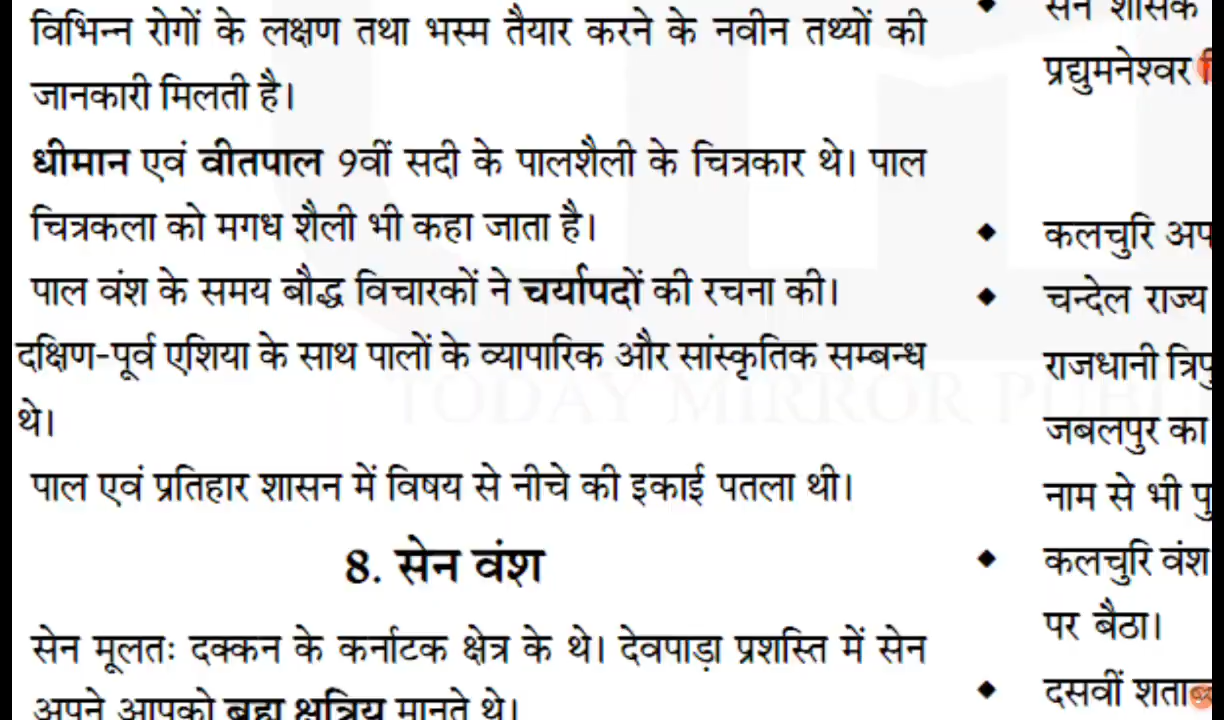 विभिन्न रोगों के लक्षण तथा भस्म तैयार करने के नवीन तथ्यों की
जानकारी मिलती है।
धीमान एवं वीतपाल 9वीं सदी के पालशैली के चित्रकार थे। पाल
चित्रकला को मगध शैली भी कहा जाता है।
पाल वंश के समय बौद्ध विचारकों ने चर्यापदों की रचना की।
दक्षिण-पूर्व एशिया के साथ पालों के व्यापारिक और सांस्कृतिक सम्बन्ध
थे।
पाल एवं प्रतिहार शासन में विषय से नीचे की इकाई पतला थी।
8. सेन वंश
सेन मूलतः दक्कन के कर्नाटक क्षेत्र के थे। देवपाड़ा प्रशस्ति में सेन
अपने आपको ब्रह्म क्षत्रिय मानते थे।
सेन शासक
प्रद्युमनेश्वर
कलचुरि
चन्देल राज्य
राजधानी
जबलपुर का
नाम से भी
कलचुरि वंश
पर बैठा।
दसवीं
TODAY MIRROR